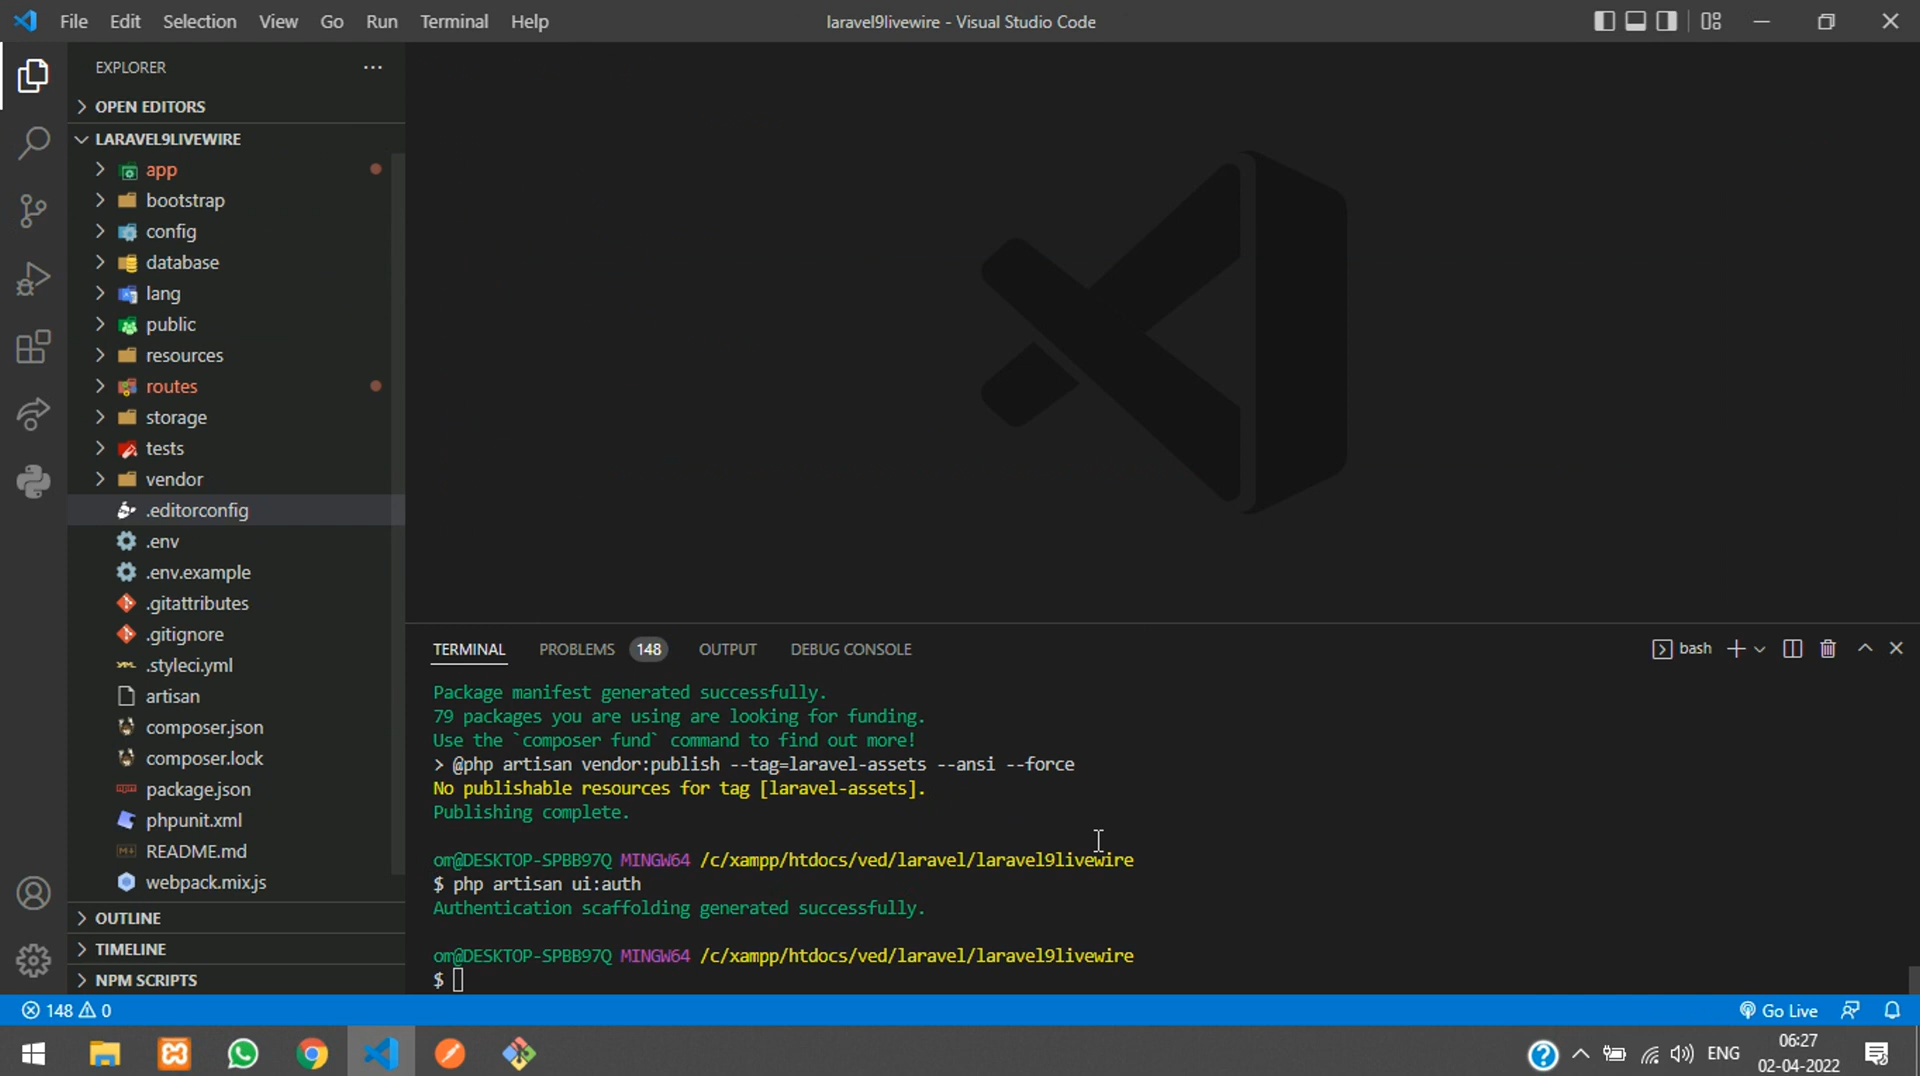 File Edit Selection View Go Run Terminal Help
laravel9livewire - Visual Studio Code
EXPLORER
OPEN EDITORS
LARAVEL9LIVEWIRE
app
bootstrap
config
database
lang
public
resources
routes
storage
tests
vendor
.editorconfig
.env
.env.example
.gitattributes
.gitignore
.styleci.yml
artisan
composer.json
composer.lock
package.json
phpunit.xml
README.md
webpack.mix.js
OUTLINE
TIMELINE
NPM SCRIPTS
TERMINAL PROBLEMS 148 OUTPUT DEBUG CONSOLE
bash
Package manifest generated successfully.
79 packages you are using are looking for funding.
Use the `composer fund` command to find out more!
> @php artisan vendor:publish --tag=laravel-assets --ansi --force
No publishable resources for tag [laravel-assets].
Publishing complete.
om@DESKTOP-SPBB97Q MINGW64 /c/xampp/htdocs/ved/laravel/laravel9livewire
$ php artisan ui:auth
Authentication scaffolding generated successfully.
om@DESKTOP-SPBB97Q MINGW64 /c/xampp/htdocs/ved/laravel/laravel9livewire
$
148 0
Go Live
ENG
06:27
02-04-2022